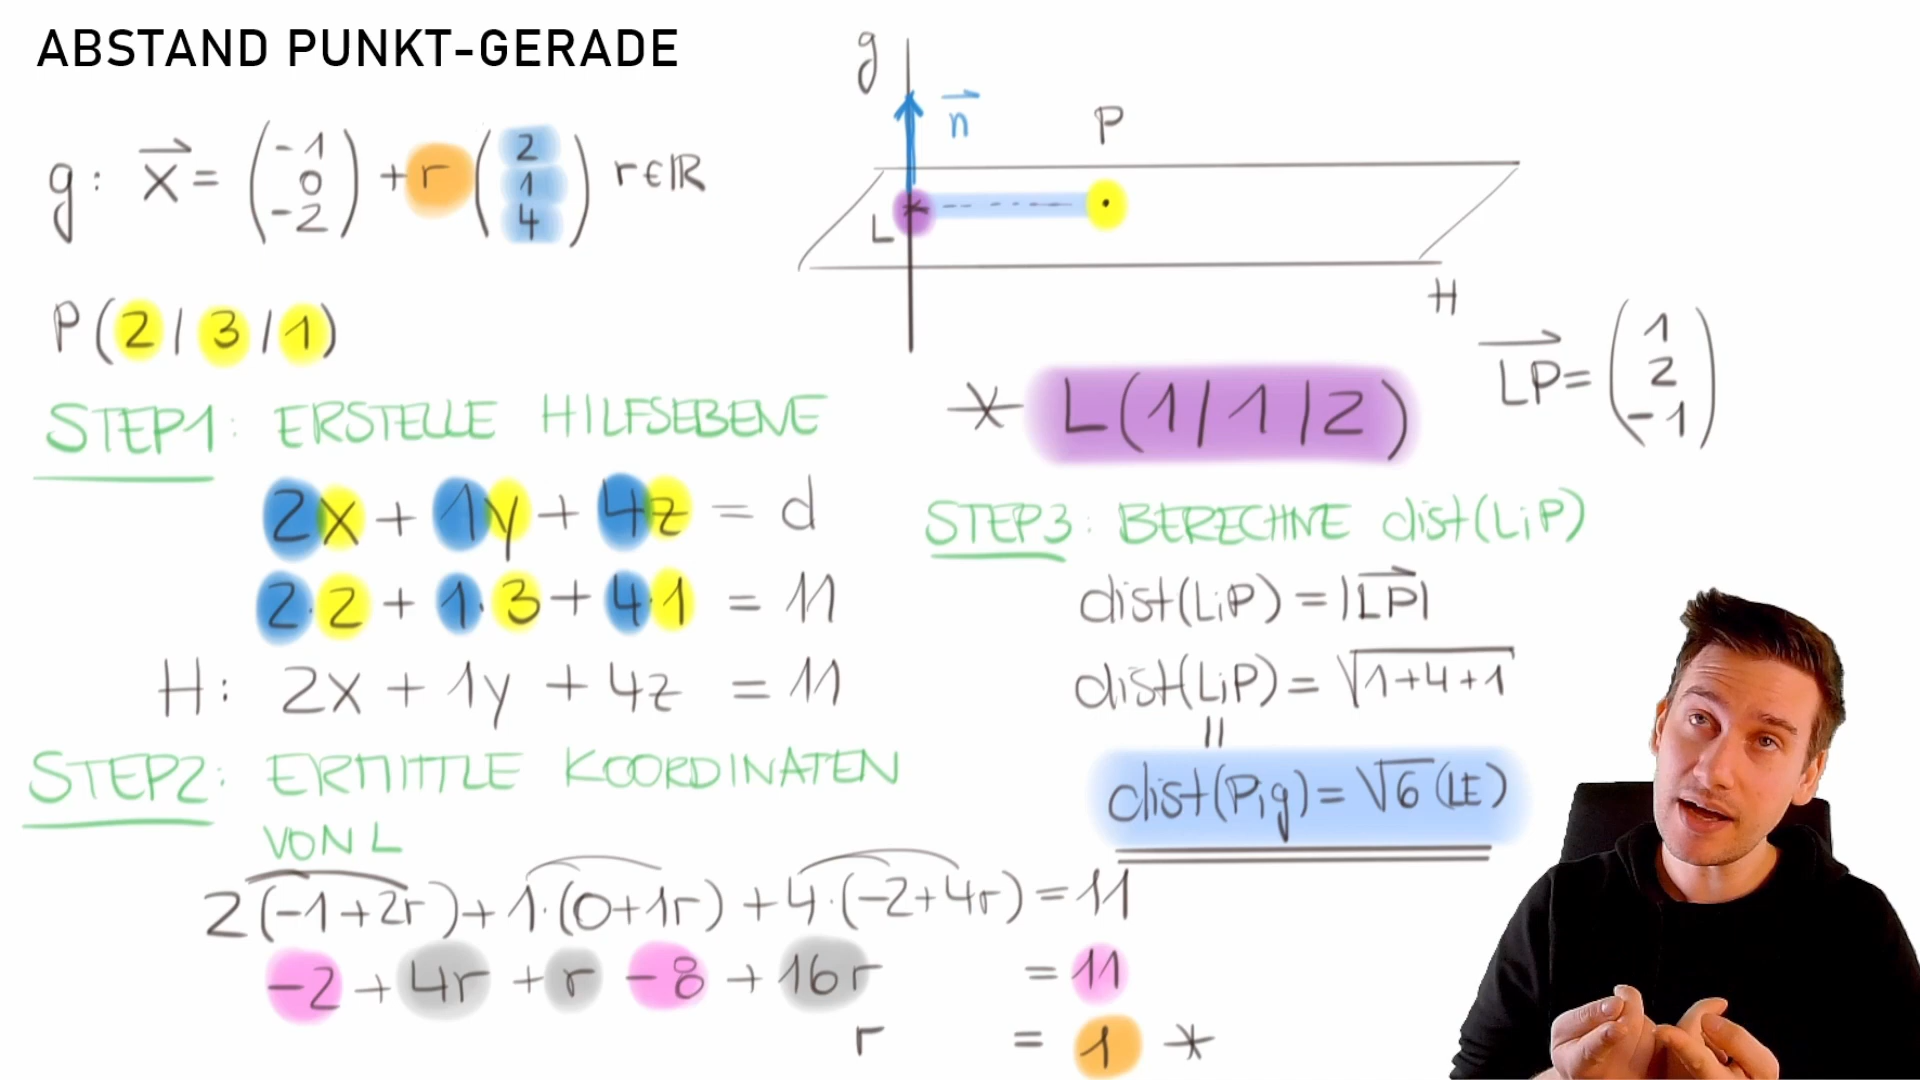 ABSTAND PUNKT-GERADE
g: x⃗ = (-1 0 -2) + r (2 1 4) r∈ℝ
P(2/3/1)
g
n⃗
P
L
H
STEP1: ERSTELLE HILFSEBENE
2x + 1y + 4z = d
2·2 + 1·3 + 4·1 = 11
H: 2x + 1y + 4z = 11
STEP2: ERMITTLE KOORDINATEN
VON L
2(-1+2r)+1·(0+1r)+4·(-2+4r)=11
-2+4r+r-8+16r = 11
r = 1 *
* L(1/1/2)
LP⃗ = (1 2 -1)
STEP3: BERECHNE dist(L;P)
dist(L;P) = |LP⃗|
dist(L;P) = √1+4+1
=
dist(P;g) = √6 (LE)